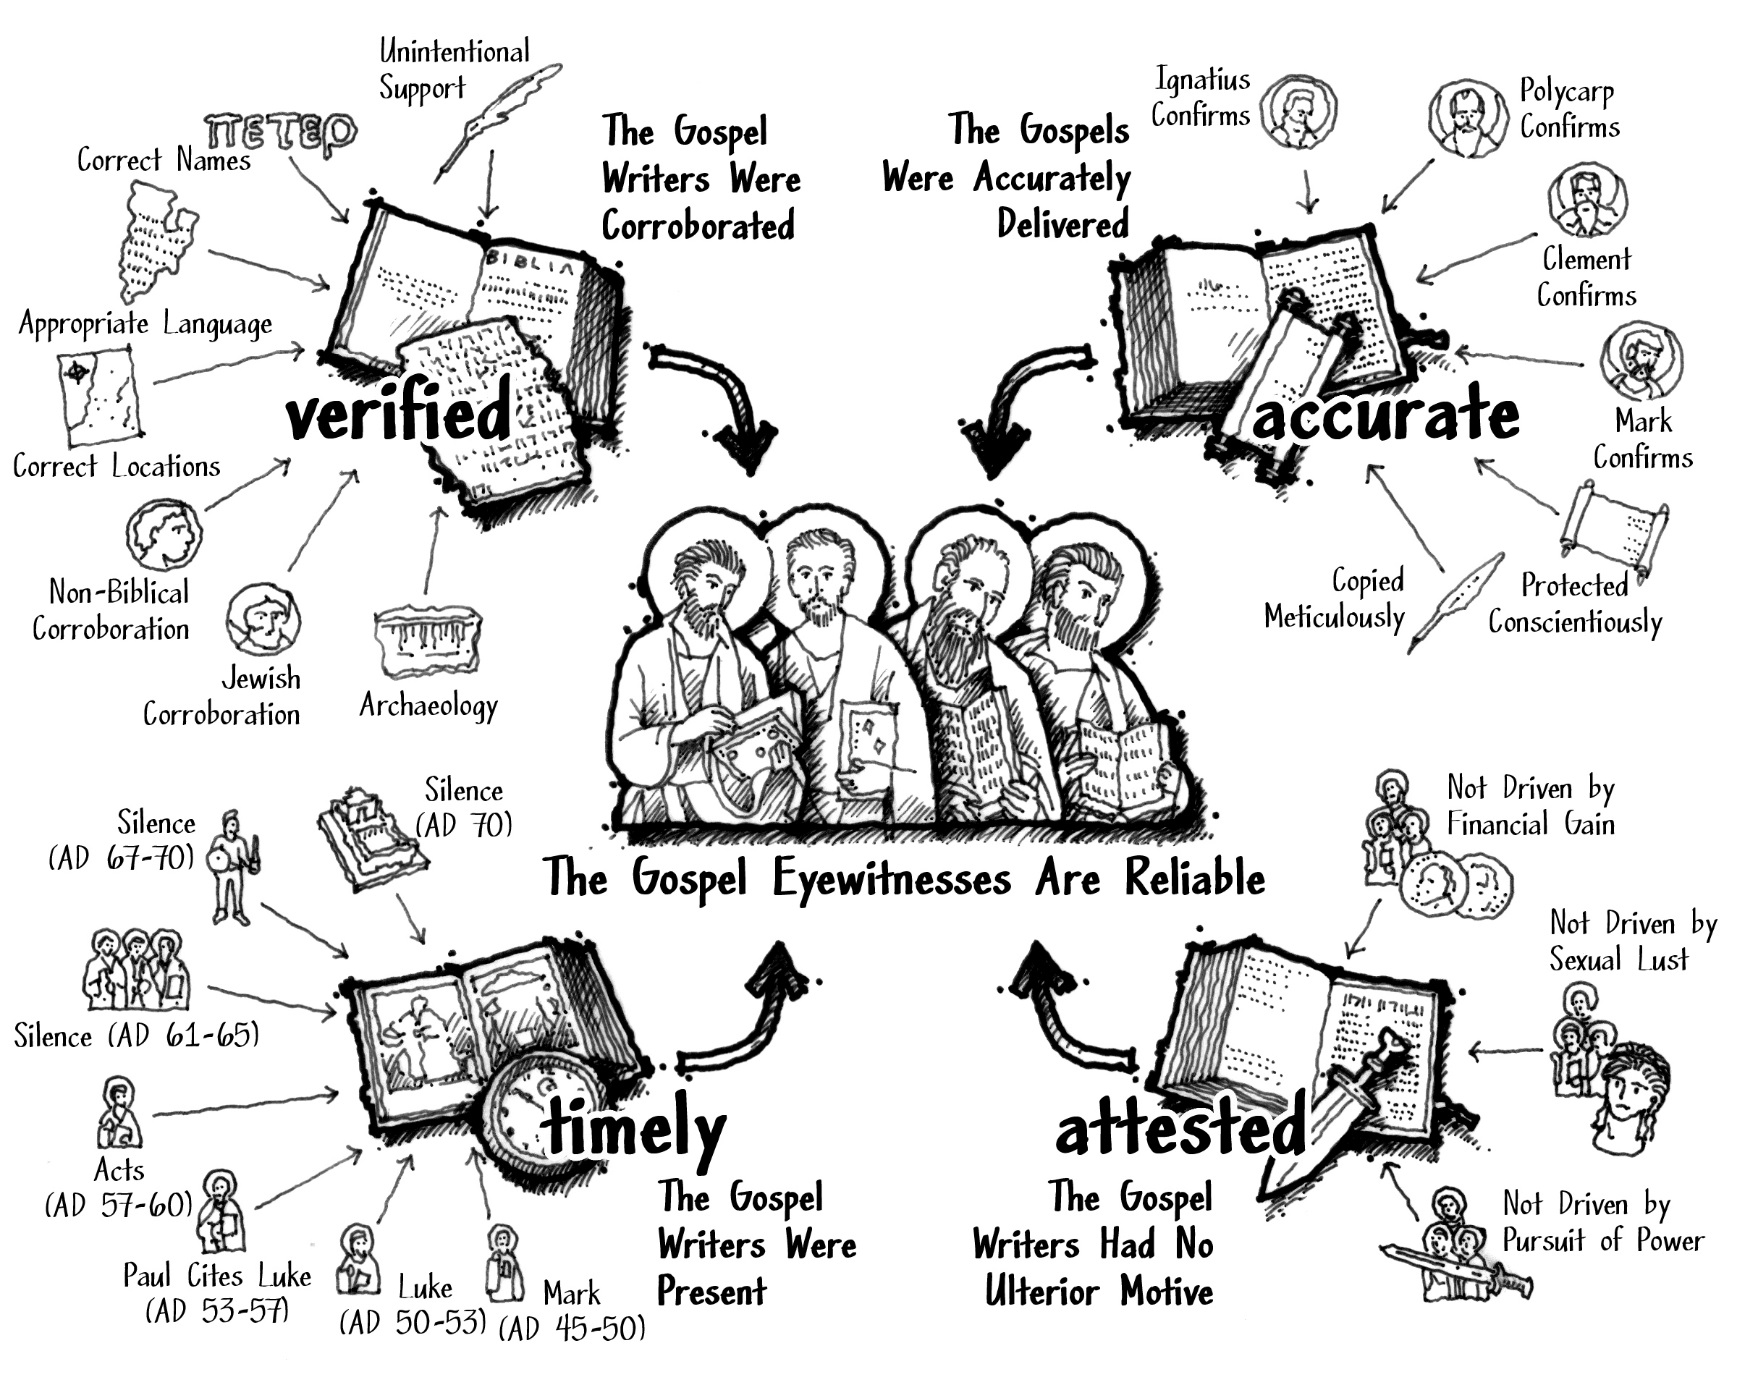 Unintentional
Support
πετερ
Correct Names
Appropriate Language
Correct Locations
Non-Biblical
Corroboration
Jewish
Corroboration
Archaeology
The Gospel
Writers Were
Corroborated
BIBLIA
verified
The Gospels
Were Accurately
Delivered
Ignatius
Confirms
Polycarp
Confirms
Clement
Confirms
Mark
Confirms
Protected
Conscientiously
Copied
Meticulously
accurate
The Gospel Eyewitnesses Are Reliable
Silence
(AD 70)
Silence
(AD 67-70)
Silence (AD 61-65)
Acts
(AD 57-60)
Paul Cites Luke
(AD 53-57)
Luke
(AD 50-53)
Mark
(AD 45-50)
timely
The Gospel
Writers Were
Present
attested
The Gospel
Writers Had No
Ulterior Motive
Not Driven by
Financial Gain
Not Driven by
Sexual Lust
Not Driven by
Pursuit of Power